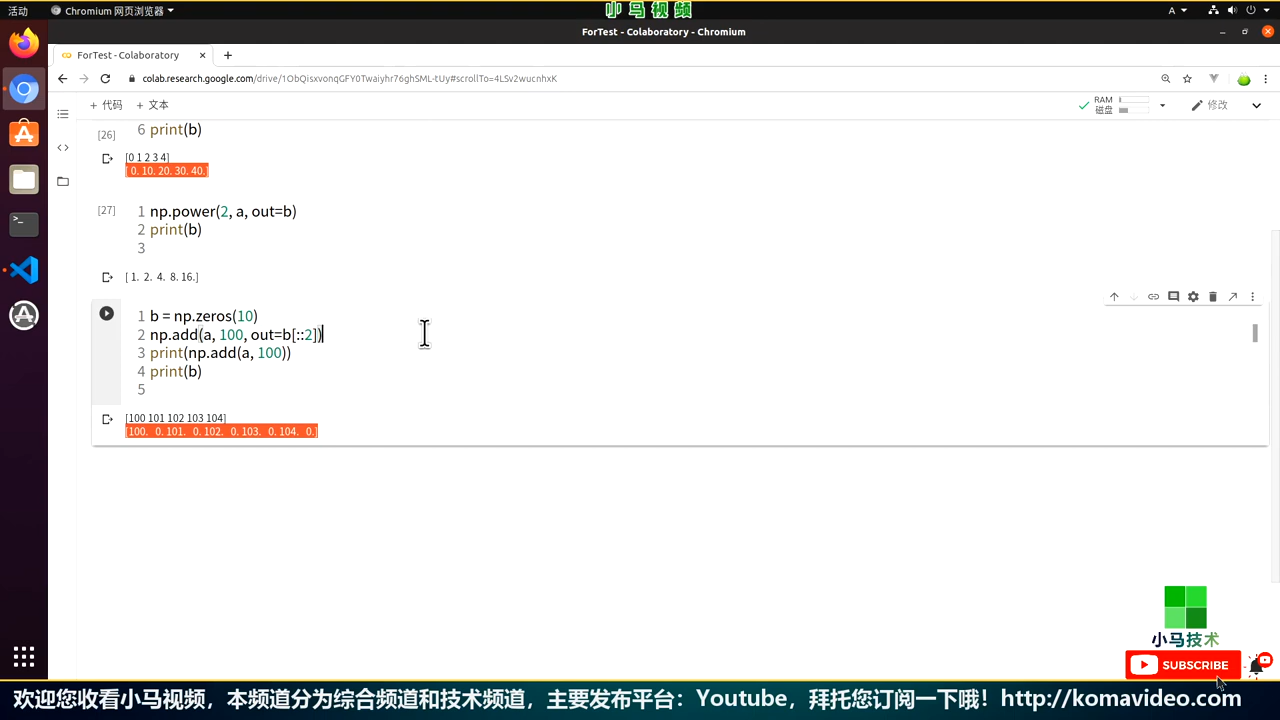 活动
Chromium 网页浏览器
小马视频
A
ForTest - Colaboratory - Chromium
ForTest - Colaboratory
colab.research.google.com/drive/1ObQisxvonqGFY0Twaiyhr76ghSML-tUy#scrollTo=4LSv2wucnhxK
+ 代码 + 文本
RAM
磁盘
修改
[26]
6 print(b)
[0 1 2 3 4]
[ 0. 10. 20. 30. 40.]
[27]
1 np.power(2, a, out=b)
2 print(b)
3
[ 1. 2. 4. 8. 16.]
1 b = np.zeros(10)
2 np.add(a, 100, out=b[::2])
3 print(np.add(a, 100))
4 print(b)
5
[100 101 102 103 104]
[100. 0. 101. 0. 102. 0. 103. 0. 104. 0.]
小马技术
SUBSCRIBE
欢迎您收看小马视频，本频道分为综合频道和技术频道，主要发布平台：Youtube，拜托您订阅一下哦！http://komavideo.com